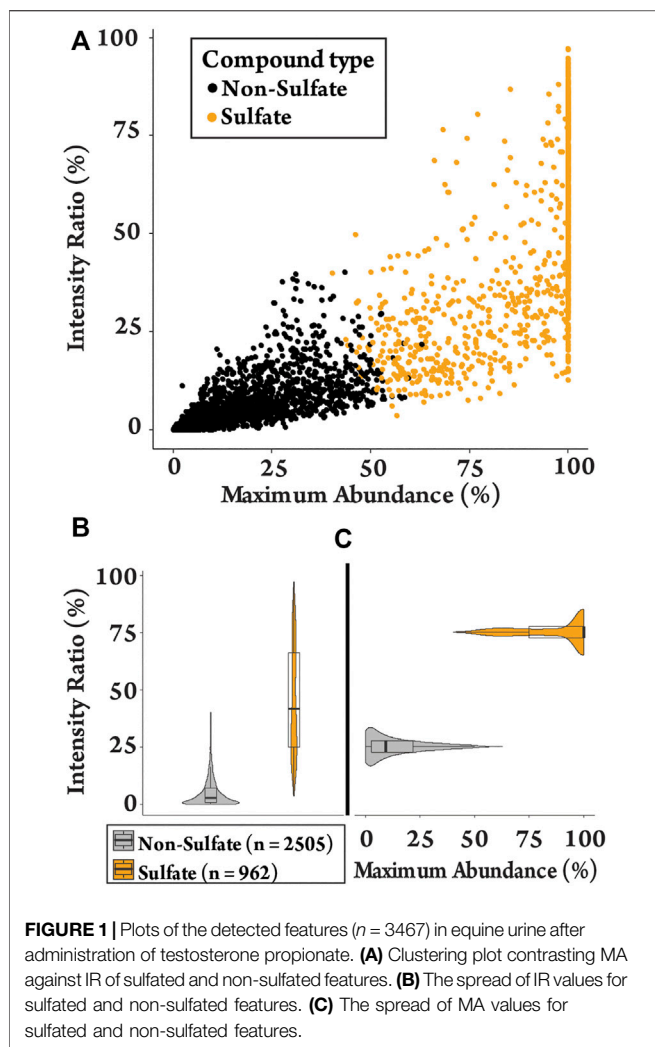 A
100
75
50
25
0
Intensity Ratio (%)
Compound type
Non-Sulfate
Sulfate
0 25 50 75 100
Maximum Abundance (%)
B
100
75
50
25
0
Intensity Ratio (%)
Non-Sulfate (n = 2505)
Sulfate (n = 962)
C
0 25 50 75 100
Maximum Abundance (%)
FIGURE 1 | Plots of the detected features (n = 3467) in equine urine after
administration of testosterone propionate. (A) Clustering plot contrasting MA
against IR of sulfated and non-sulfated features. (B) The spread of IR values for
sulfated and non-sulfated features. (C) The spread of MA values for
sulfated and non-sulfated features.